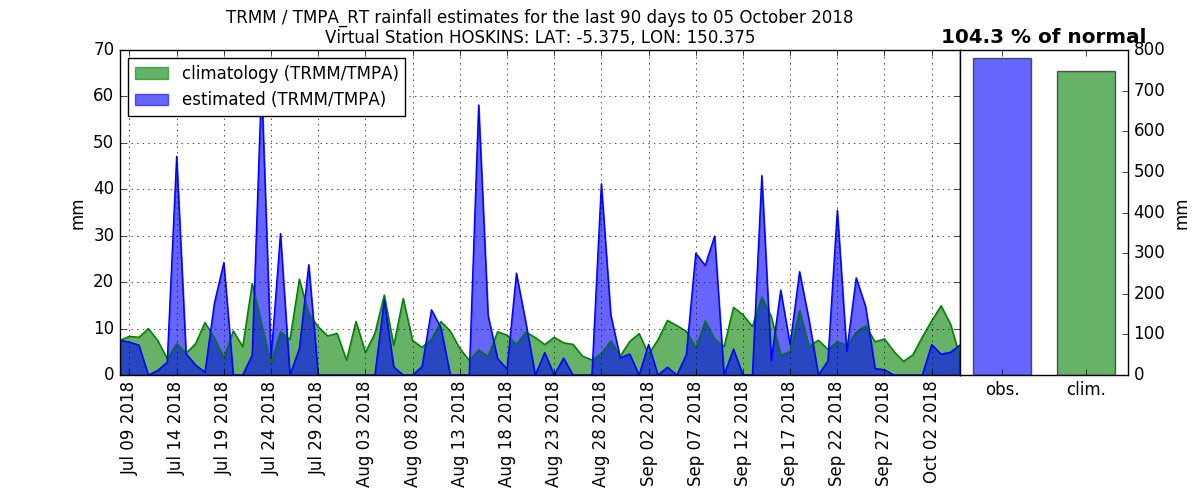 TRMM / TMPA_RT rainfall estimates for the last 90 days to 05 October 2018
Virtual Station HOSKINS: LAT: -5.375, LON: 150.375
104.3 % of normal
climatology (TRMM/TMPA)
estimated (TRMM/TMPA)
mm
70
60
50
40
30
20
10
0
Jul 09 2018
Jul 14 2018
Jul 19 2018
Jul 24 2018
Jul 29 2018
Aug 03 2018
Aug 08 2018
Aug 13 2018
Aug 18 2018
Aug 23 2018
Aug 28 2018
Sep 02 2018
Sep 07 2018
Sep 12 2018
Sep 17 2018
Sep 22 2018
Sep 27 2018
Oct 02 2018
800
700
600
500
400
300
200
100
0
mm
obs.
clim.